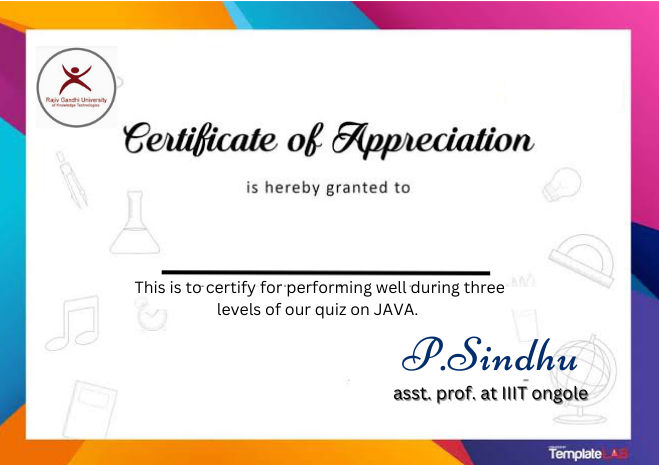 Rajiv Gandhi University
of Knowledge Technologies
Certificate of Appreciation
is hereby granted to
This is to certify for performing well during three
levels of our quiz on JAVA.
P.Sindhu
asst. prof. at IIIT ongole
TemplateLAB